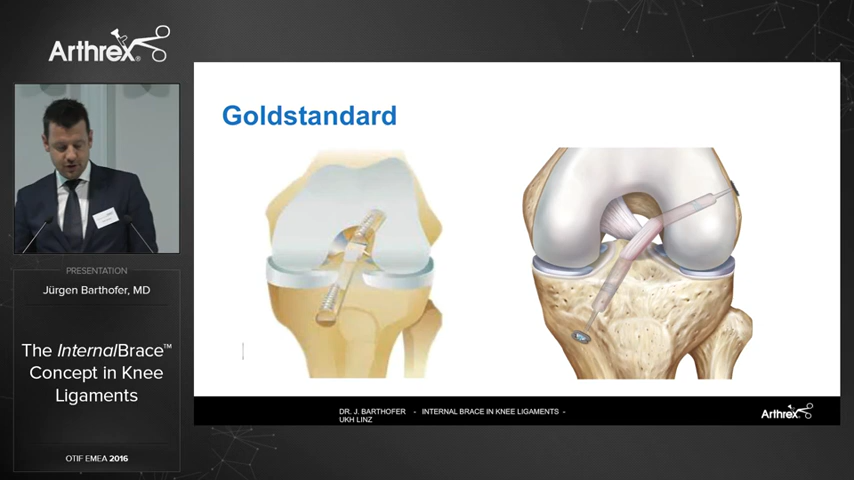 Arthrex®
PRESENTATION
Jürgen Barthofer, MD
The InternalBrace™
Concept in Knee
Ligaments
OTIF EMEA 2016
Goldstandard
DR. J. BARTHOFER - INTERNAL BRACE IN KNEE LIGAMENTS -
UKH LINZ
Arthrex